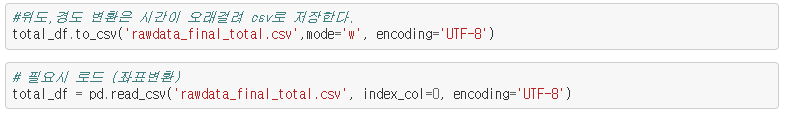 #위도,경도 변환은 시간이 오래걸려 csv로 저장한다.
total_df.to_csv('rawdata_final_total.csv',mode='w', encoding='UTF-8')
# 필요시 로드 (좌표변환)
total_df = pd.read_csv('rawdata_final_total.csv', index_col=0, encoding='UTF-8')